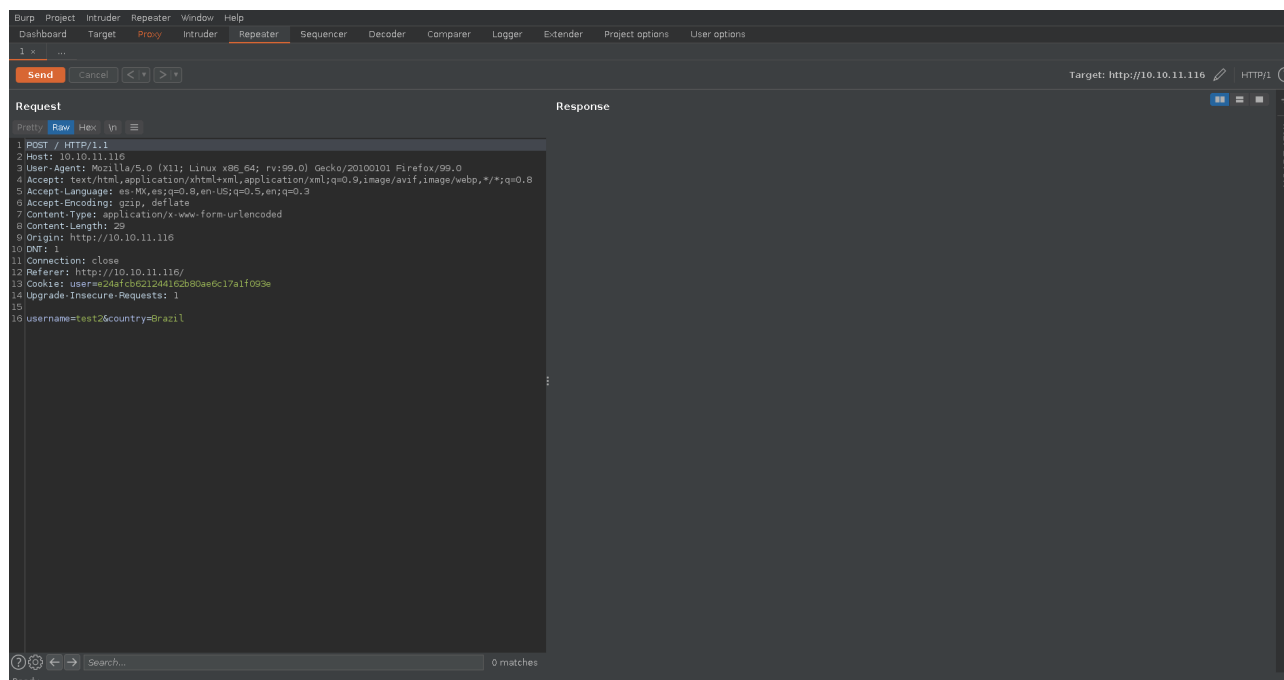 Burp Project Intruder Repeater Window Help
Dashboard Target Proxy Intruder Repeater Sequencer Decoder Comparer Logger Extender Project options User options
1 × ...
Send Cancel < > Target: http://10.10.11.116 HTTP/1
Request Response
Pretty Raw Hex \n
1 POST / HTTP/1.1
2 Host: 10.10.11.116
3 User-Agent: Mozilla/5.0 (X11; Linux x86_64; rv:99.0) Gecko/20100101 Firefox/99.0
4 Accept: text/html,application/xhtml+xml,application/xml;q=0.9,image/avif,image/webp,*/*;q=0.8
5 Accept-Language: es-MX,es;q=0.8,en-US;q=0.5,en;q=0.3
6 Accept-Encoding: gzip, deflate
7 Content-Type: application/x-www-form-urlencoded
8 Content-Length: 29
9 Origin: http://10.10.11.116
10 DNT: 1
11 Connection: close
12 Referer: http://10.10.11.116/
13 Cookie: user=e24afcb621244162b80ae6c17a1f093e
14 Upgrade-Insecure-Requests: 1
15
16 username=test2&country=Brazil
? Search... 0 matches